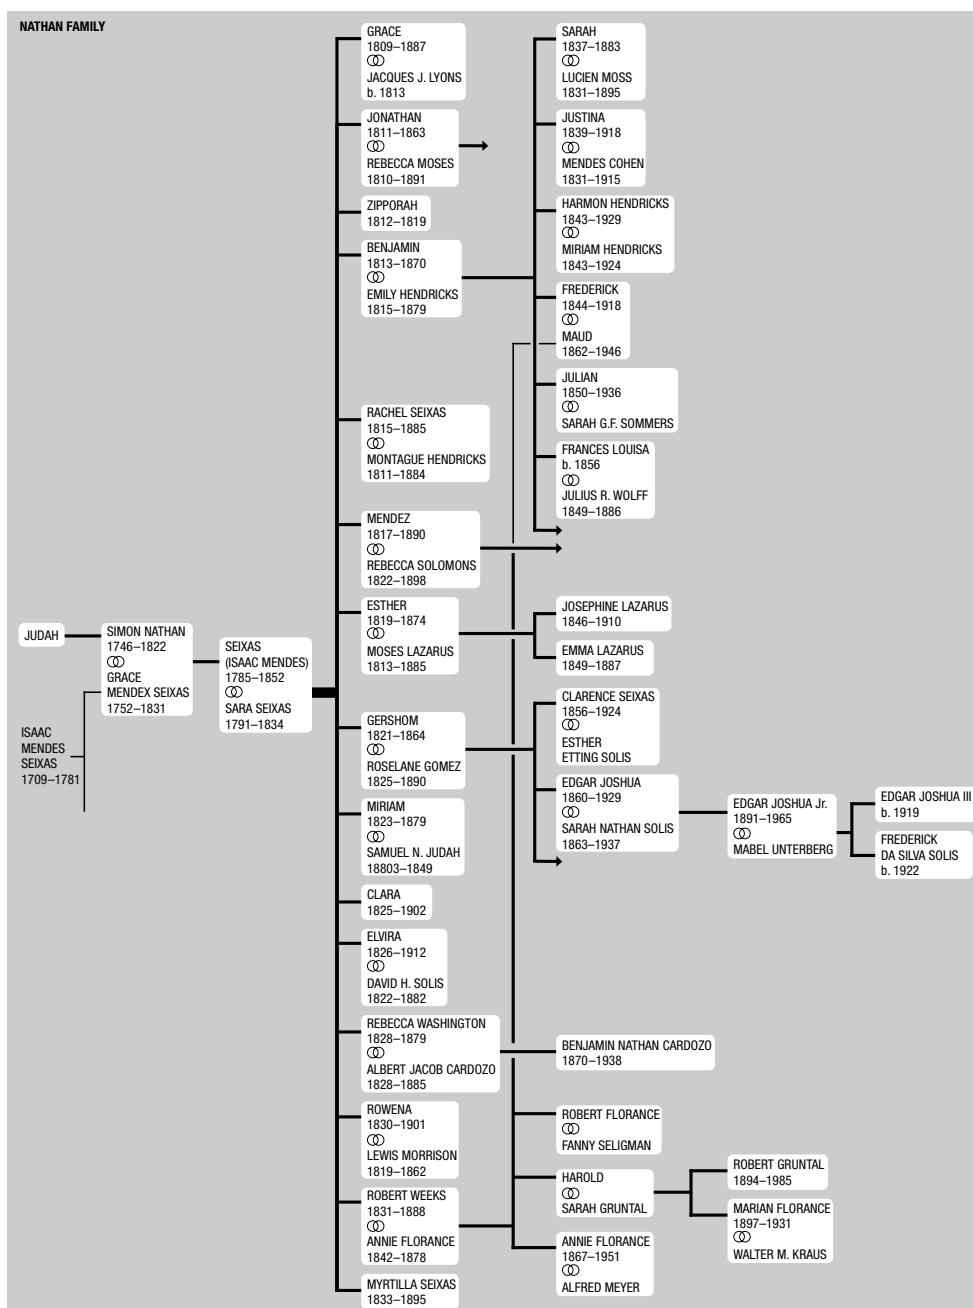 NATHAN FAMILY
JUDAH
SIMON NATHAN
1746–1822
GRACE
MENDEX SEIXAS
1752–1831
ISAAC
MENDES
SEIXAS
1709–1781
SEIXAS
(ISAAC MENDES)
1785–1852
SARA SEIXAS
1791–1834
GRACE
1809–1887
JACQUES J. LYONS
b. 1813
JONATHAN
1811–1863
REBECCA MOSES
1810–1891
ZIPPORAH
1812–1819
BENJAMIN
1813–1870
EMILY HENDRICKS
1815–1879
RACHEL SEIXAS
1815–1885
MONTAGUE HENDRICKS
1811–1884
MENDEZ
1817–1890
REBECCA SOLOMONS
1822–1898
ESTHER
1819–1874
MOSES LAZARUS
1813–1885
GERSHOM
1821–1864
ROSELANE GOMEZ
1825–1890
MIRIAM
1823–1879
SAMUEL N. JUDAH
18803–1849
CLARA
1825–1902
ELVIRA
1826–1912
DAVID H. SOLIS
1822–1882
REBECCA WASHINGTON
1828–1879
ALBERT JACOB CARDOZO
1828–1885
ROWENA
1830–1901
LEWIS MORRISON
1819–1862
ROBERT WEEKS
1831–1888
ANNIE FLORANCE
1842–1878
MYRTILLA SEIXAS
1833–1895
SARAH
1837–1883
LUCIEN MOSS
1831–1895
JUSTINA
1839–1918
MENDES COHEN
1831–1915
HARMON HENDRICKS
1843–1929
MIRIAM HENDRICKS
1843–1924
FREDERICK
1844–1918
MAUD
1862–1946
JULIAN
1850–1936
SARAH G.F. SOMMERS
FRANCES LOUISA
b. 1856
JULIUS R. WOLFF
1849–1886
JOSEPHINE LAZARUS
1846–1910
EMMA LAZARUS
1849–1887
CLARENCE SEIXAS
1856–1924
ESTHER
ETTING SOLIS
EDGAR JOSHUA
1860–1929
SARAH NATHAN SOLIS
1863–1937
EDGAR JOSHUA Jr.
1891–1965
MABEL UNTERBERG
EDGAR JOSHUA III
b. 1919
FREDERICK
DA SILVA SOLIS
b. 1922
BENJAMIN NATHAN CARDOZO
1870–1938
ROBERT FLORANCE
FANNY SELIGMAN
HAROLD
SARAH GRUNTAL
ROBERT GRUNTAL
1894–1985
MARIAN FLORANCE
1897–1931
WALTER M. KRAUS
ANNIE FLORANCE
1867–1951
ALFRED MEYER